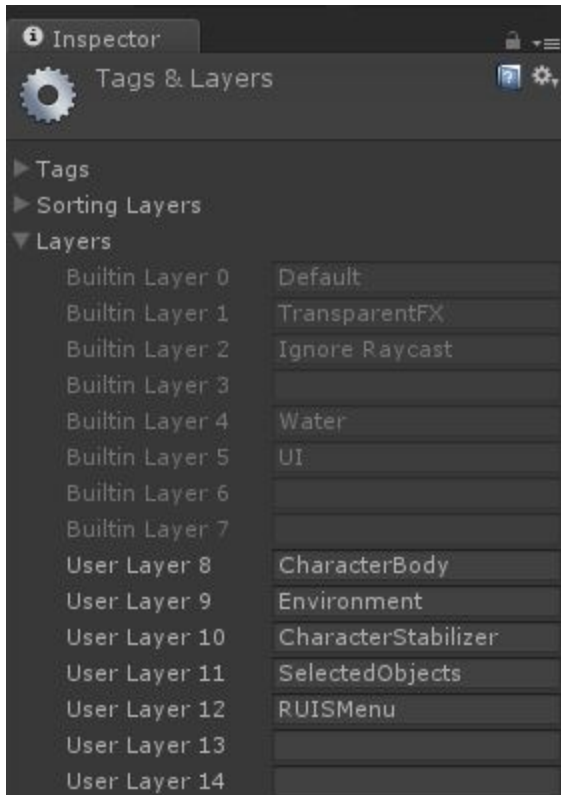 Inspector
Tags & Layers
Tags
Sorting Layers
Layers
Builtin Layer 0 Default
Builtin Layer 1 TransparentFX
Builtin Layer 2 Ignore Raycast
Builtin Layer 3
Builtin Layer 4 Water
Builtin Layer 5 UI
Builtin Layer 6
Builtin Layer 7
User Layer 8 CharacterBody
User Layer 9 Environment
User Layer 10 CharacterStabilizer
User Layer 11 SelectedObjects
User Layer 12 RUISMenu
User Layer 13
User Layer 14